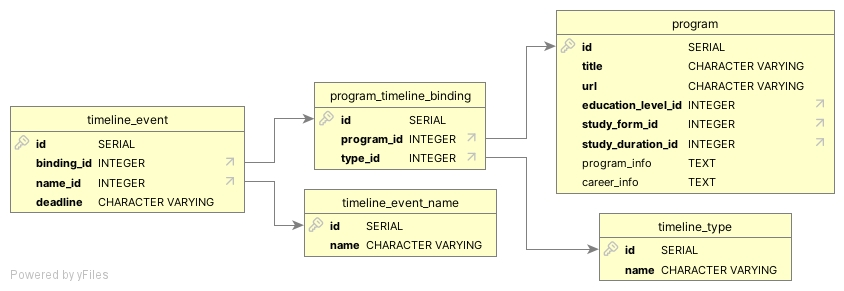 timeline_event
id SERIAL
binding_id INTEGER
name_id INTEGER
deadline CHARACTER VARYING
program_timeline_binding
id SERIAL
program_id INTEGER
type_id INTEGER
timeline_event_name
id SERIAL
name CHARACTER VARYING
program
id SERIAL
title CHARACTER VARYING
url CHARACTER VARYING
education_level_id INTEGER
study_form_id INTEGER
study_duration_id INTEGER
program_info TEXT
career_info TEXT
timeline_type
id SERIAL
name CHARACTER VARYING
Powered by yFiles